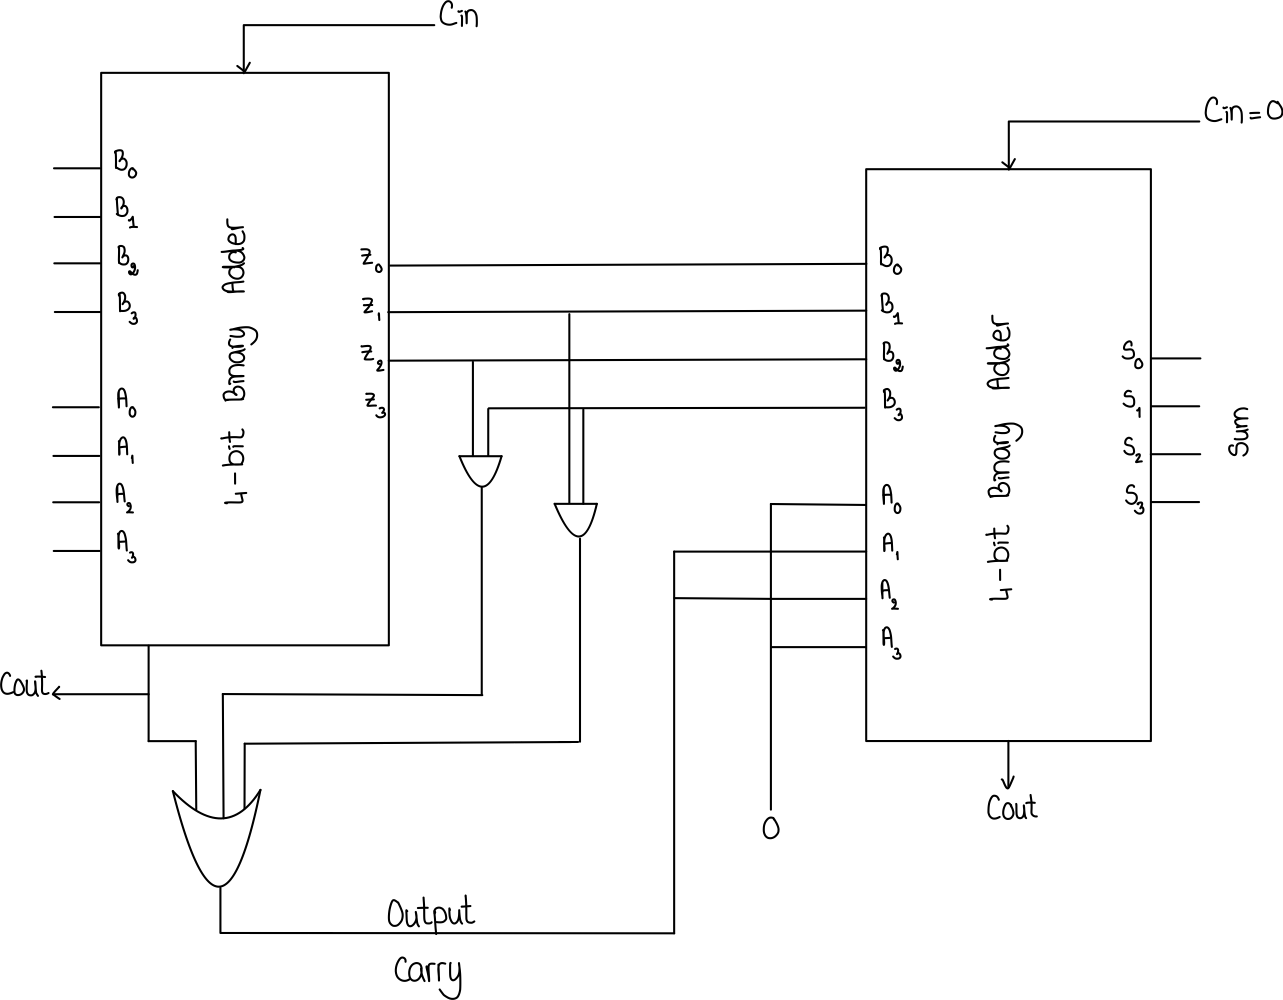 Cin
Cin=0
B0
B1
B2
B3
A0
A1
A2
A3
4-bit Binary Adder
Z0
Z1
Z2
Z3
B0
B1
B2
B3
A0
A1
A2
A3
4-bit Binary Adder
S0
S1
S2
S3
Sum
Cout
0
Cout
Output
Carry